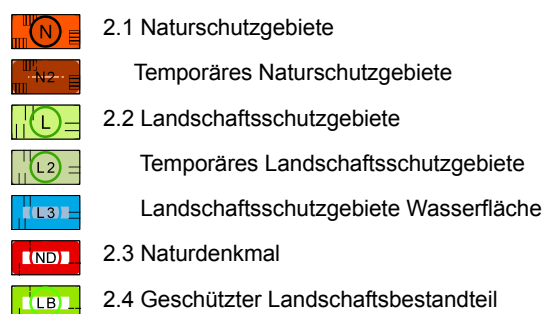 N 2.1 Naturschutzgebiete
N2 Temporäres Naturschutzgebiete
L 2.2 Landschaftsschutzgebiete
L2 Temporäres Landschaftsschutzgebiete
L3 Landschaftsschutzgebiete Wasserfläche
(ND) 2.3 Naturdenkmal
LB 2.4 Geschützter Landschaftsbestandteil